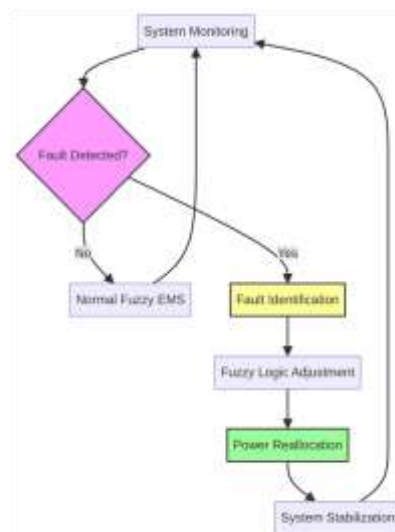 System Monitoring
Fault Detected?
No
Yes
Normal Fuzzy EMS
Fault Identification
Fuzzy Logic Adjustment
Power Reallocation
System Stabilization